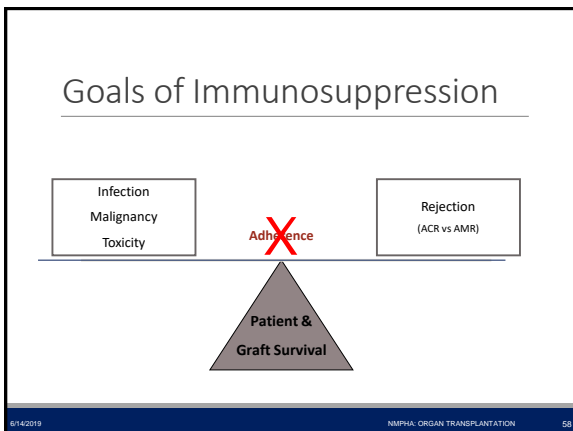 Goals of Immunosuppression
Infection
Malignancy
Toxicity
Adherence
X
Rejection
(ACR vs AMR)
Patient &
Graft Survival
6/14/2019
NMPHA: ORGAN TRANSPLANTATION
58